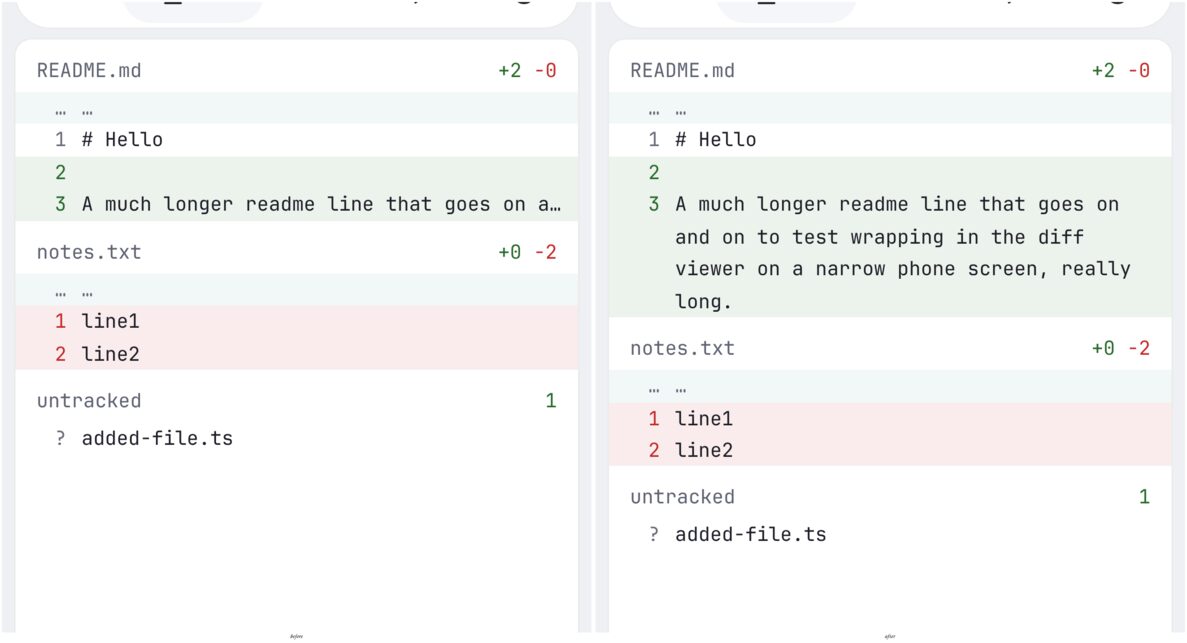 README.md +2 -0
… …
1 # Hello
2
3 A much longer readme line that goes on a…
notes.txt +0 -2
… …
1 line1
2 line2
untracked 1
? added-file.ts
before
README.md +2 -0
… …
1 # Hello
2
3 A much longer readme line that goes on
and on to test wrapping in the diff
viewer on a narrow phone screen, really
long.
notes.txt +0 -2
… …
1 line1
2 line2
untracked 1
? added-file.ts
after